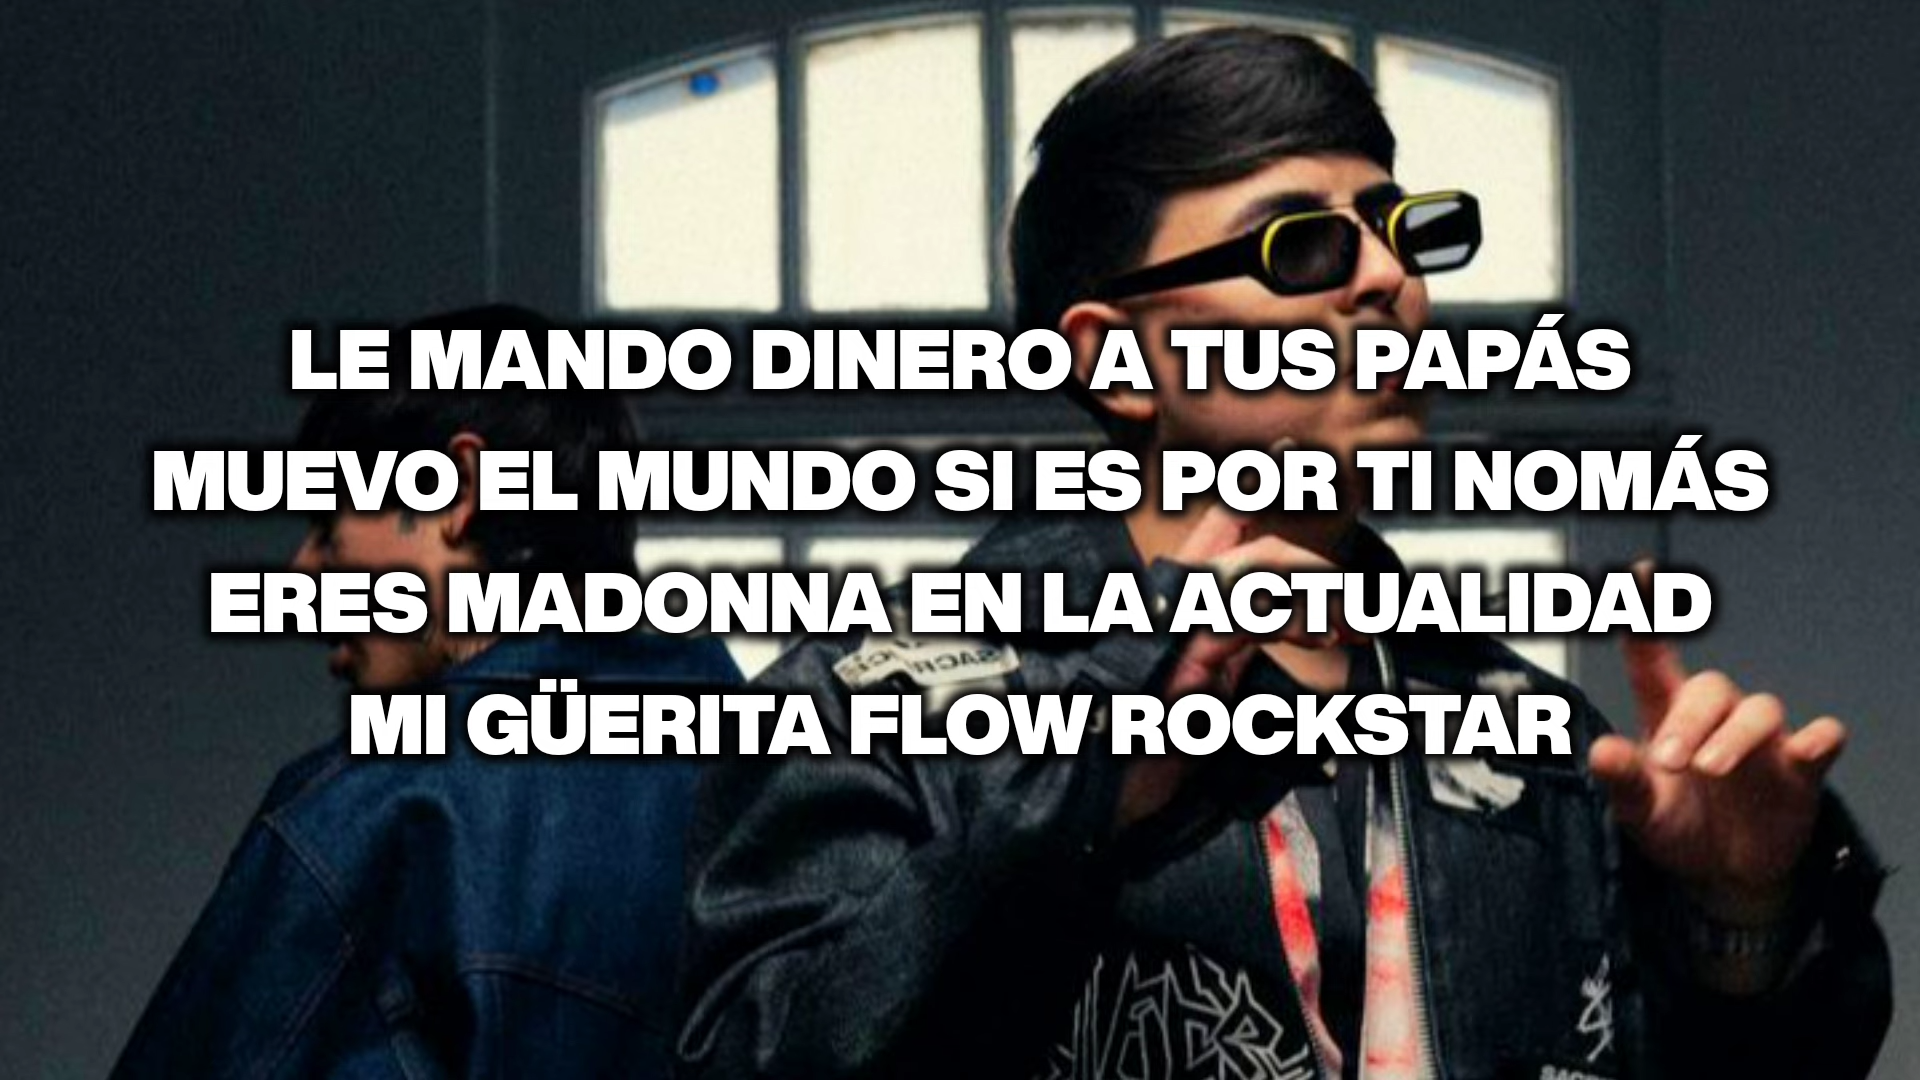 LE MANDO DINERO A TUS PAPÁS
MUEVO EL MUNDO SI ES POR TI NOMÁS
ERES MADONNA EN LA ACTUALIDAD
MI GÜERITA FLOW ROCKSTAR